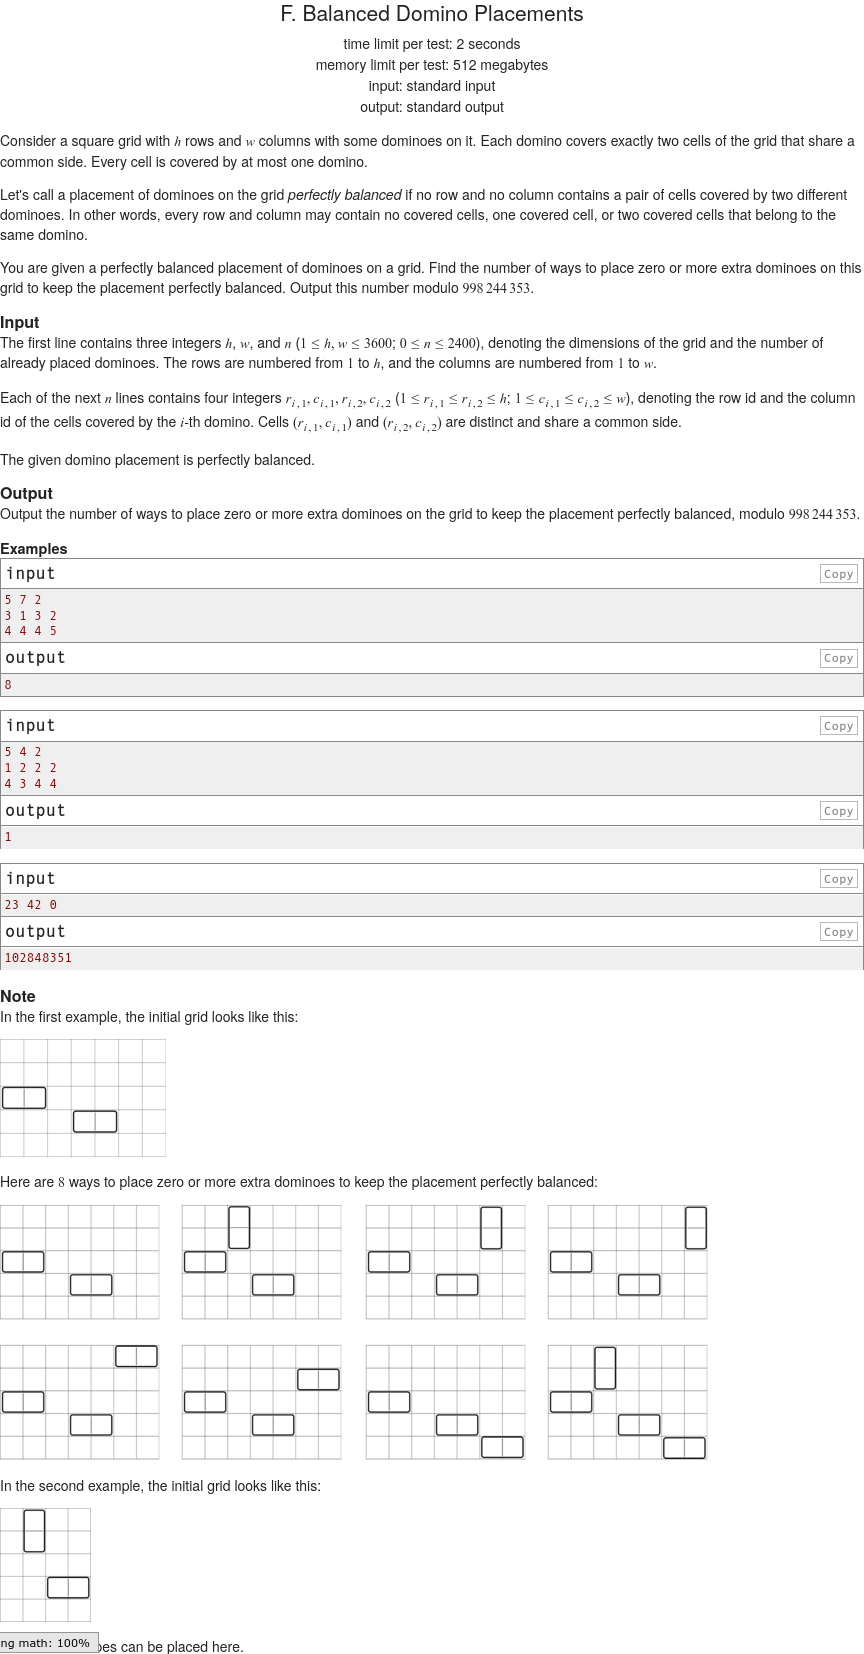 F. Balanced Domino Placements
time limit per test: 2 seconds
memory limit per test: 512 megabytes
input: standard input
output: standard output
Consider a square grid with h rows and w columns with some dominoes on it. Each domino covers exactly two cells of the grid that share a
common side. Every cell is covered by at most one domino.
Let's call a placement of dominoes on the grid perfectly balanced if no row and no column contains a pair of cells covered by two different
dominoes. In other words, every row and column may contain no covered cells, one covered cell, or two covered cells that belong to the
same domino.
You are given a perfectly balanced placement of dominoes on a grid. Find the number of ways to place zero or more extra dominoes on this
grid to keep the placement perfectly balanced. Output this number modulo 998 244 353.
Input
The first line contains three integers h, w, and n (1 ≤ h, w ≤ 3600; 0 ≤ n ≤ 2400), denoting the dimensions of the grid and the number of
already placed dominoes. The rows are numbered from 1 to h, and the columns are numbered from 1 to w.
Each of the next n lines contains four integers r_{i,1}, c_{i,1}, r_{i,2}, c_{i,2} (1 ≤ r_{i,1} ≤ r_{i,2} ≤ h; 1 ≤ c_{i,1} ≤ c_{i,2} ≤ w), denoting the row id and the column
id of the cells covered by the i-th domino. Cells (r_{i,1}, c_{i,1}) and (r_{i,2}, c_{i,2}) are distinct and share a common side.
The given domino placement is perfectly balanced.
Output
Output the number of ways to place zero or more extra dominoes on the grid to keep the placement perfectly balanced, modulo 998 244 353.
Examples
input Copy
5 7 2
3 1 3 2
4 4 4 5
output Copy
8
input Copy
5 4 2
1 2 2 2
4 3 4 4
output Copy
1
input Copy
23 42 0
output Copy
102848351
Note
In the first example, the initial grid looks like this:
Here are 8 ways to place zero or more extra dominoes to keep the placement perfectly balanced:
In the second example, the initial grid looks like this:
ng math: 100% oes can be placed here.